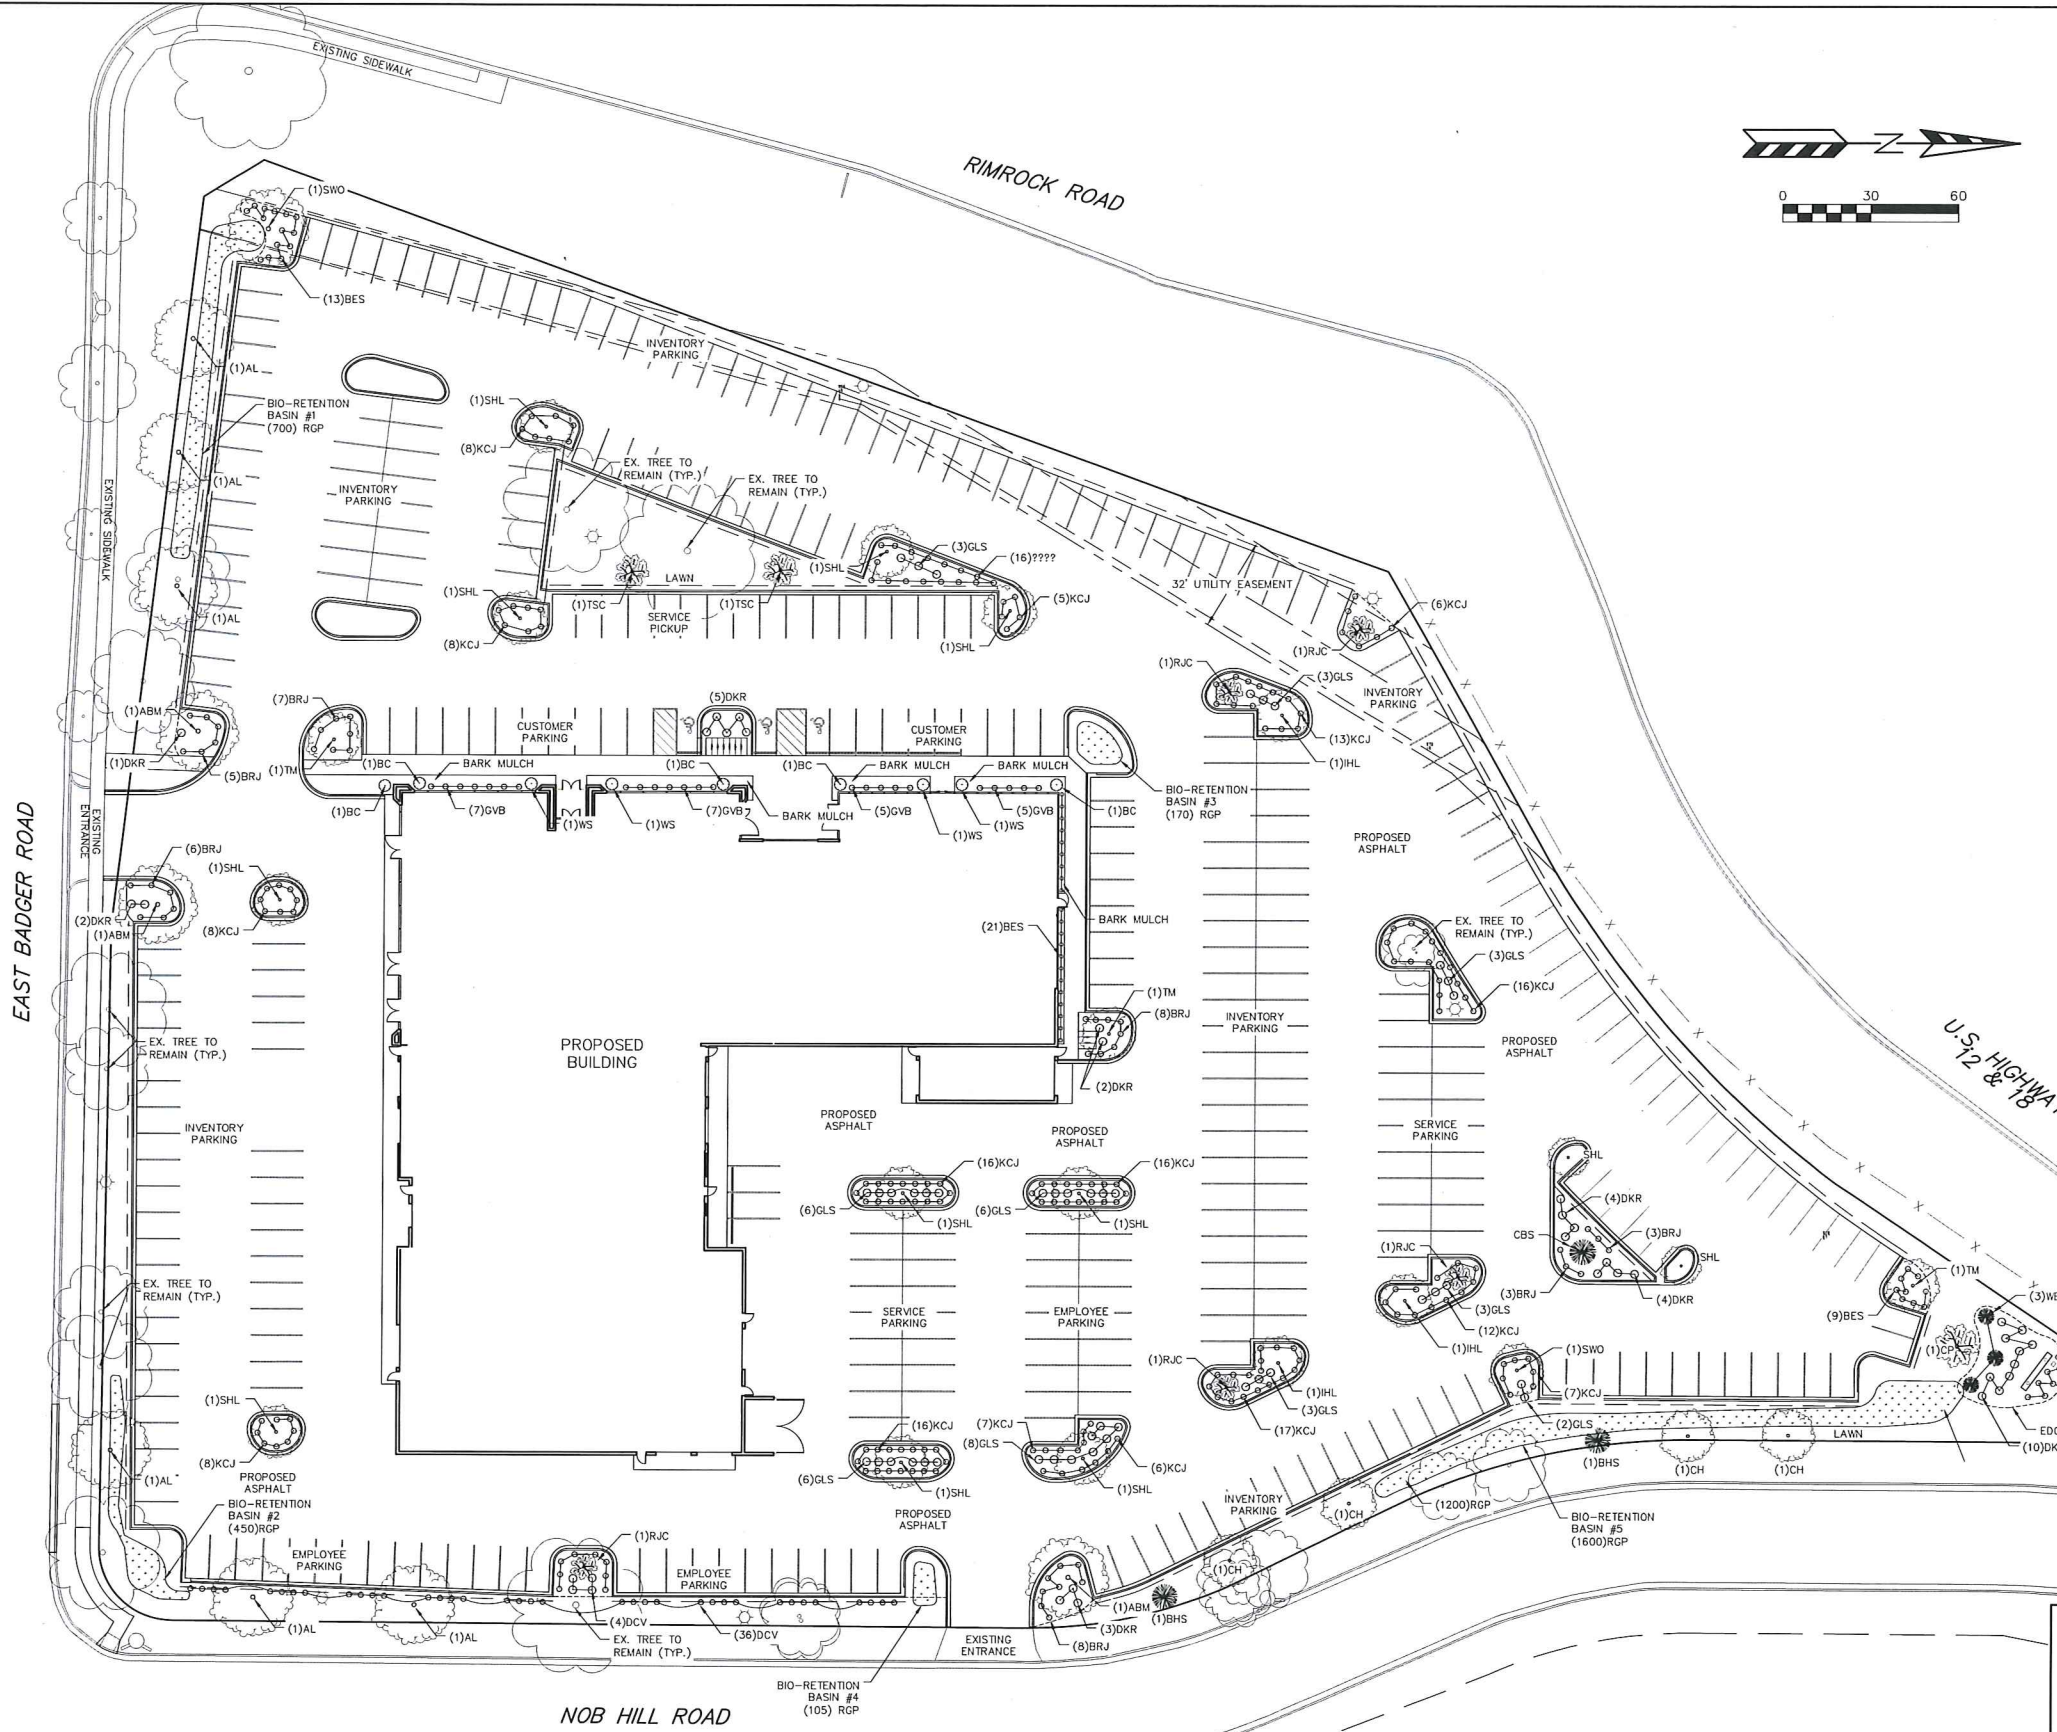 EXISTING SIDEWALK
RIMROCK ROAD
N
0 30 60
(1)SWO
(13)BES
INVENTORY
PARKING
(1)AL
BIO-RETENTION
BASIN #1
(700) RGP
(1)SHL
(8)KCJ
EX. TREE TO
REMAIN (TYP.)
EX. TREE TO
REMAIN (TYP.)
(1)AL
INVENTORY
PARKING
EXISTING SIDEWALK
(3)GLS
(16)????
(1)SHL
LAWN
32' UTILITY EASEMENT
(1)SHL
(1)TSC
(1)TSC
(5)KCJ
(6)KCJ
(1)AL
SERVICE
PICKUP
(8)KCJ
(1)SHL
(1)RJC
(1)RJC
(3)GLS
INVENTORY
PARKING
(7)BRJ
(5)DKR
(1)ABM
CUSTOMER
PARKING
CUSTOMER
PARKING
(13)KCJ
(1)DKR
(1)TM
(1)BC
BARK MULCH
(1)BC
(1)BC
BARK MULCH
BARK MULCH
(1)IHL
(5)BRJ
BIO-RETENTION
BASIN #3
(170) RGP
(1)BC
(7)GVB
(1)WS
(1)WS
(7)GVB
BARK MULCH
(5)GVB
(1)WS
(1)WS
(5)GVB
(1)BC
EAST BADGER ROAD
EXISTING
ENTRANCE
PROPOSED
ASPHALT
(6)BRJ
(1)SHL
(2)DKR
(1)ABM
(8)KCJ
BARK MULCH
(21)BES
EX. TREE TO
REMAIN (TYP.)
(3)GLS
(16)KCJ
(1)TM
(8)BRJ
INVENTORY
PARKING
EX. TREE TO
REMAIN (TYP.)
PROPOSED
BUILDING
PROPOSED
ASPHALT
U.S. HIGHWAY
12 & 18
(2)DKR
INVENTORY
PARKING
PROPOSED
ASPHALT
PROPOSED
ASPHALT
SERVICE
PARKING
(16)KCJ
(16)KCJ
SHL
(6)GLS
(1)SHL
(6)GLS
(1)SHL
(4)DKR
CBS
(3)BRJ
(1)RJC
SHL
EX. TREE TO
REMAIN (TYP.)
(3)BRJ
(4)DKR
(1)TM
(3)GLS
(9)BES
SERVICE
PARKING
EMPLOYEE
PARKING
(12)KCJ
(1)IHL
(1)SWO
(1)CP
(1)RJC
(1)IHL
(7)KCJ
(1)SHL
(3)GLS
(2)GLS
(16)KCJ
(7)KCJ
(17)KCJ
LAWN
(8)KCJ
(8)GLS
(6)KCJ
(1)BHS
(1)CH
(1)CH
(1)AL
PROPOSED
ASPHALT
(6)GLS
(1)SHL
(1)SHL
BIO-RETENTION
BASIN #2
(450)RGP
INVENTORY
PARKING
(1200)RGP
(1)CH
BIO-RETENTION
BASIN #5
(1600)RGP
PROPOSED
ASPHALT
(1)RJC
EMPLOYEE
PARKING
EMPLOYEE
PARKING
(1)CH
(1)AL
(1)AL
(4)DCV
(36)DCV
(1)ABM
(1)BHS
(3)DKR
(8)BRJ
EX. TREE TO
REMAIN (TYP.)
EXISTING
ENTRANCE
BIO-RETENTION
BASIN #4
(105) RGP
NOB HILL ROAD